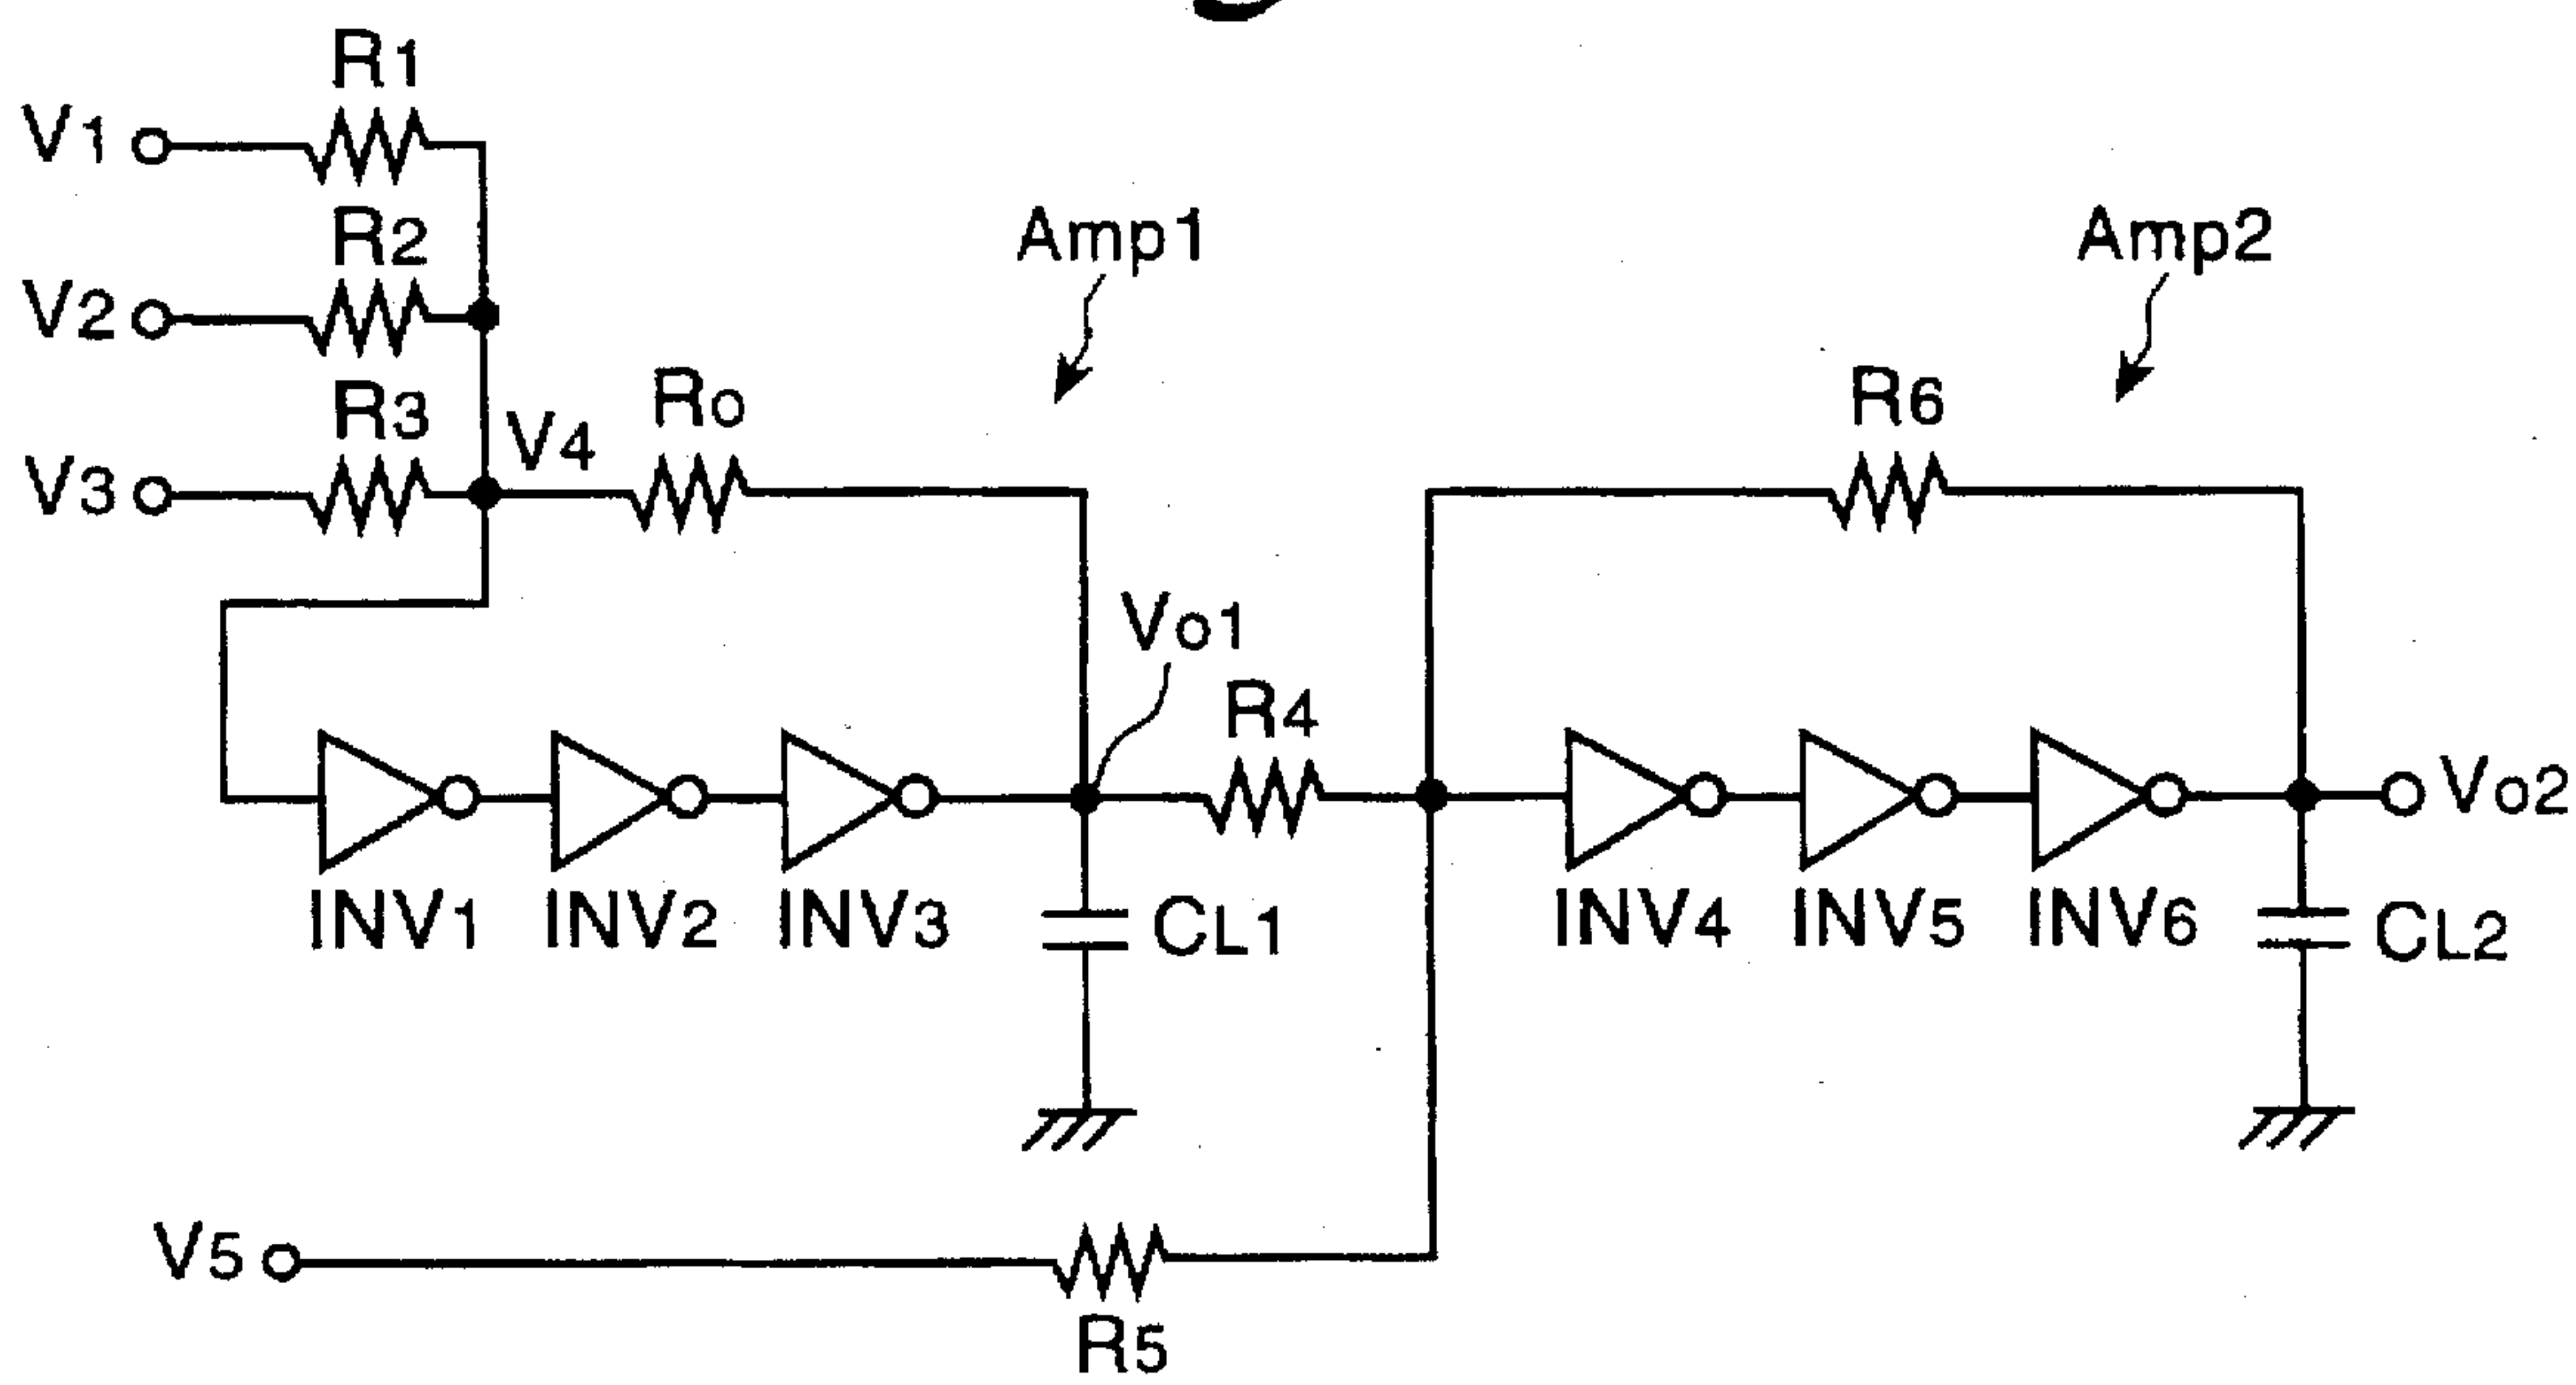 R1
V1
R2
V2
Amp1
Amp2
R3
V3
V4
Ro
R6
Vo1
R4
Vo2
INV1
INV2
INV3
CL1
INV4
INV5
INV6
CL2
V5
R5